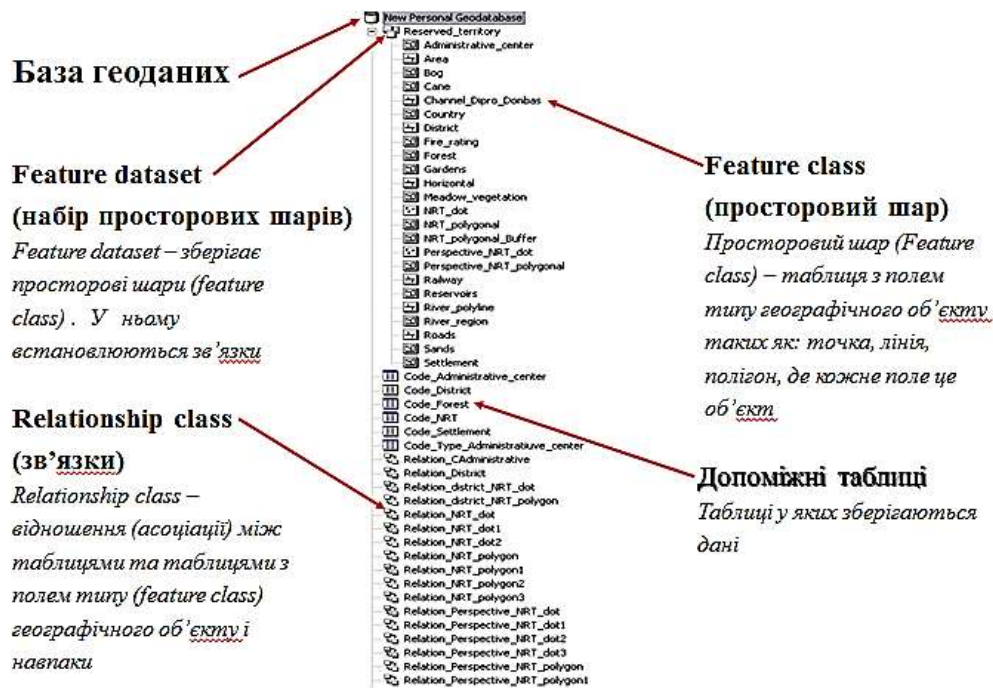 База геоданих
Feature dataset
(набір просторових шарів)
Feature dataset – зберігає
просторові шари (feature
class) . У ньому
встановлюються зв’язки
Relationship class
(зв’язки)
Relationship class –
відношення (асоціації) між
таблицями та таблицями з
полем типу (feature class)
географічного об’єкту і
навпаки
New Personal Geodatabase
Reserved_territory
Administrative_center
Area
Bog
Cane
Channel_Dipro_Donbas
Country
District
Fire_rating
Forest
Gardens
Horizontal
Meadow_vegetation
NRT_dot
NRT_polygonal
NRT_polygonal_Buffer
Perspective_NRT_dot
Perspective_NRT_polygonal
Railway
Reservoirs
River_polyline
River_region
Roads
Sands
Settlement
Code_Administrative_center
Code_District
Code_Forest
Code_NRT
Code_Settlement
Code_Type_Administratiuve_center
Relation_CAdministrative
Relation_District
Relation_dstrict_NRT_dot
Relation_district_NRT_polygon
Relation_NRT_dot
Relation_NRT_dot1
Relation_NRT_dot2
Relation_NRT_polygon
Relation_NRT_polygon1
Relation_NRT_polygon2
Relation_NRT_polygon3
Relation_Perspective_NRT_dot
Relation_Perspective_NRT_dot1
Relation_Perspective_NRT_dot2
Relation_Perspective_NRT_dot3
Relation_Perspective_NRT_polygon
Relation_Perspective_NRT_polygon1
Feature class
(просторовий шар)
Просторовий шар (Feature
class) – таблиця з полем
типу географічного об’єкту
таких як: точка, лінія,
полігон, де кожне поле це
об’єкт
Допоміжні таблиці
Таблиці у яких зберігаються
дані